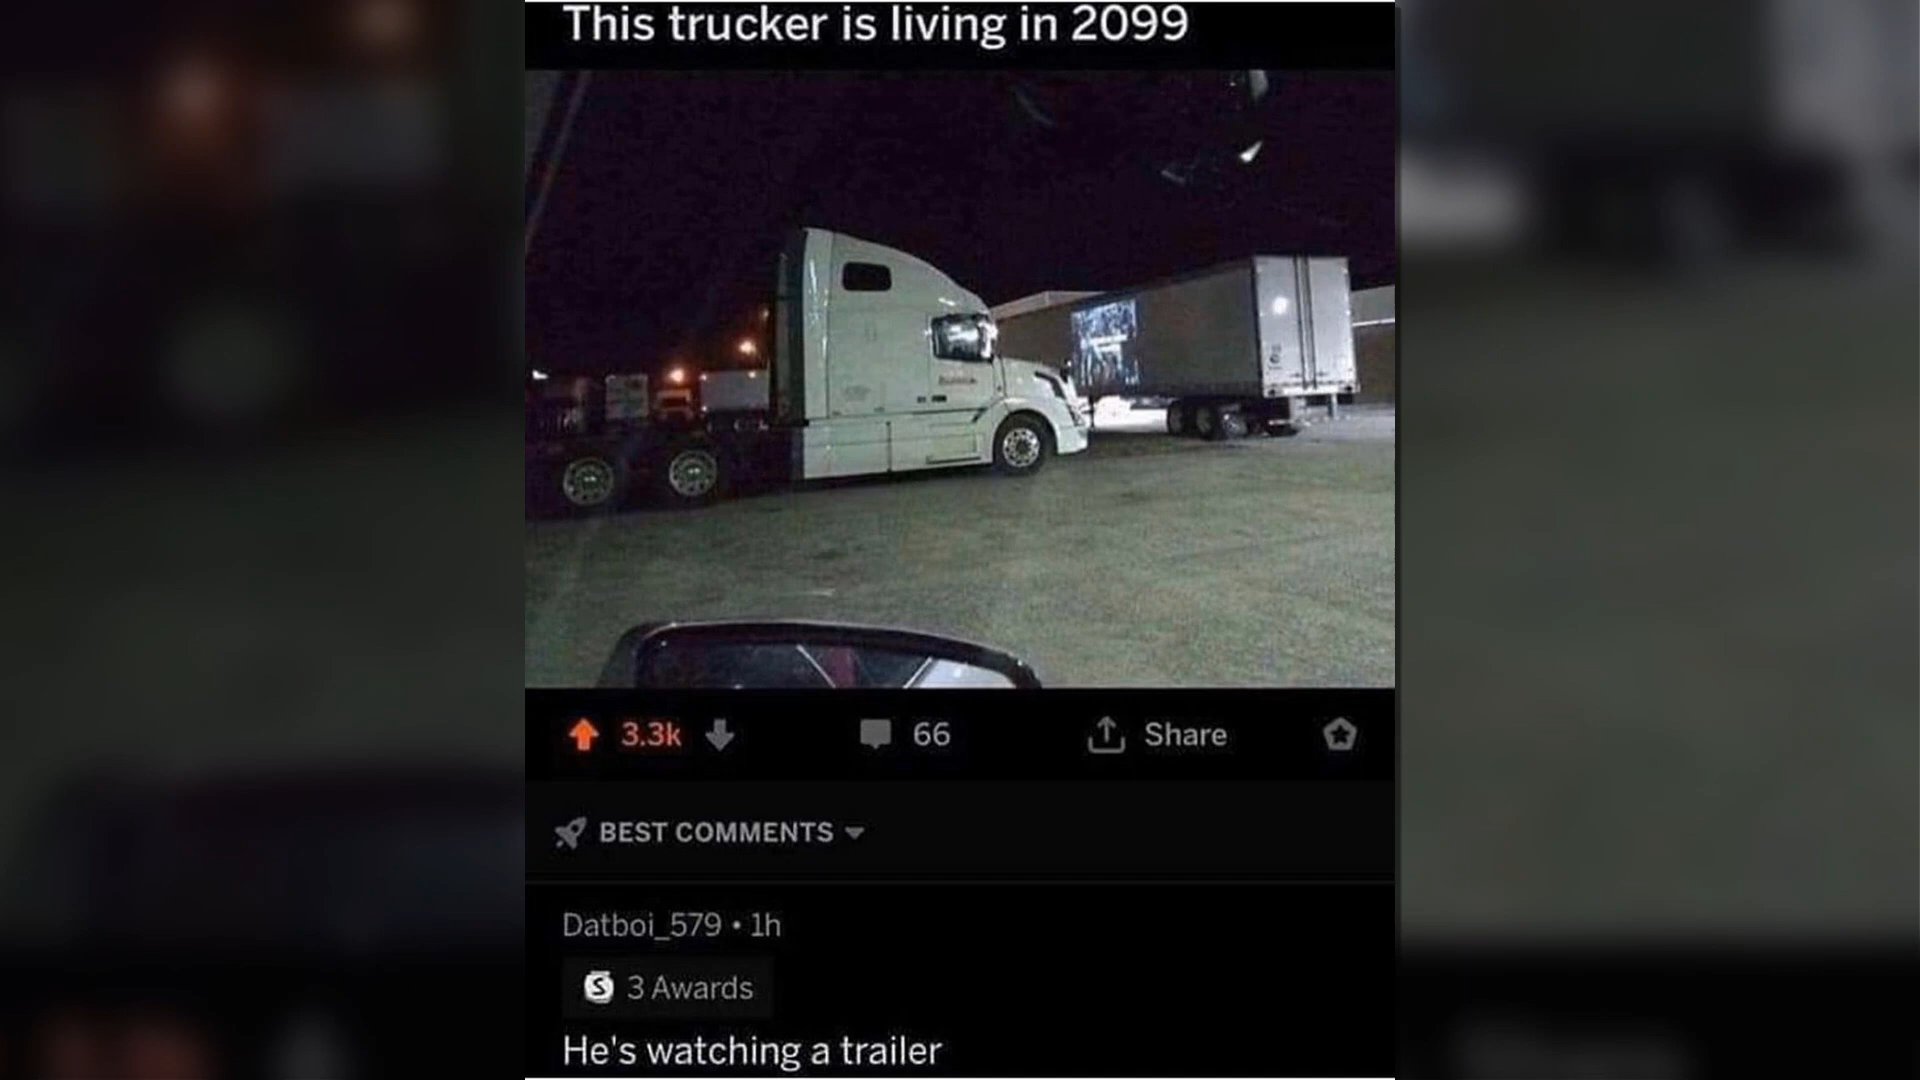 This trucker is living in 2099
3.3k
66
Share
BEST COMMENTS
Datboi_579 • 1h
S 3 Awards
He's watching a trailer